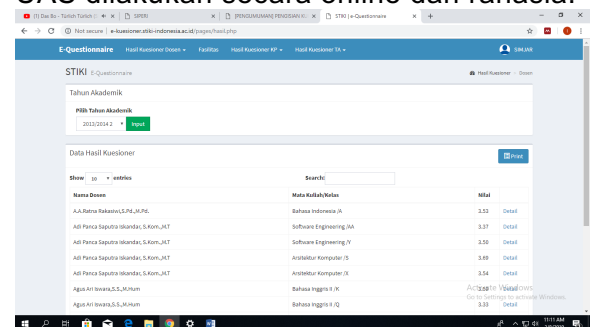 UAS dilakukan secara online dan rahasia.
(1) Das Bo - Türkish Türkish
SIPERI
[PENGUMUMAN] PENGISIAN K
STIKI | e-Kuesioner
Not secure | e-kuesioner.stiki-indonesia.ac.id/pages/hasil.php
E-Questionnaire Hasil Kuesioner Dosen Fasilitas Hasil Kuesioner KP Hasil Kuesioner TA SIMJAR
STIKI E-Questionnaire
Hasil Kuesioner > Dosen
Tahun Akademik
Pilih Tahun Akademik
2013/2014 2 Input
Data Hasil Kuesioner
Print
Show 10 entries Search:
Nama Dosen Mata Kuliah/Kelas Nilai
A.A.Ratna Rakasiwi,S.Pd.,M.Pd. Bahasa Indonesia /A 3.53 Detail
Adi Panca Saputra Iskandar, S.Kom.,M.T Software Engineering /AA 3.37 Detail
Adi Panca Saputra Iskandar, S.Kom.,M.T Software Engineering /Y 3.50 Detail
Adi Panca Saputra Iskandar, S.Kom.,M.T Arsitektur Komputer /S 3.69 Detail
Adi Panca Saputra Iskandar, S.Kom.,M.T Arsitektur Komputer /X 3.54 Detail
Agus Ari Iswara,S.S.,M.Hum Bahasa Inggris II /K Detail
Agus Ari Iswara,S.S.,M.Hum Bahasa Inggris II /Q 3.33 Detail
Activate Windows
Go to Settings to activate Windows.
11:11 AM